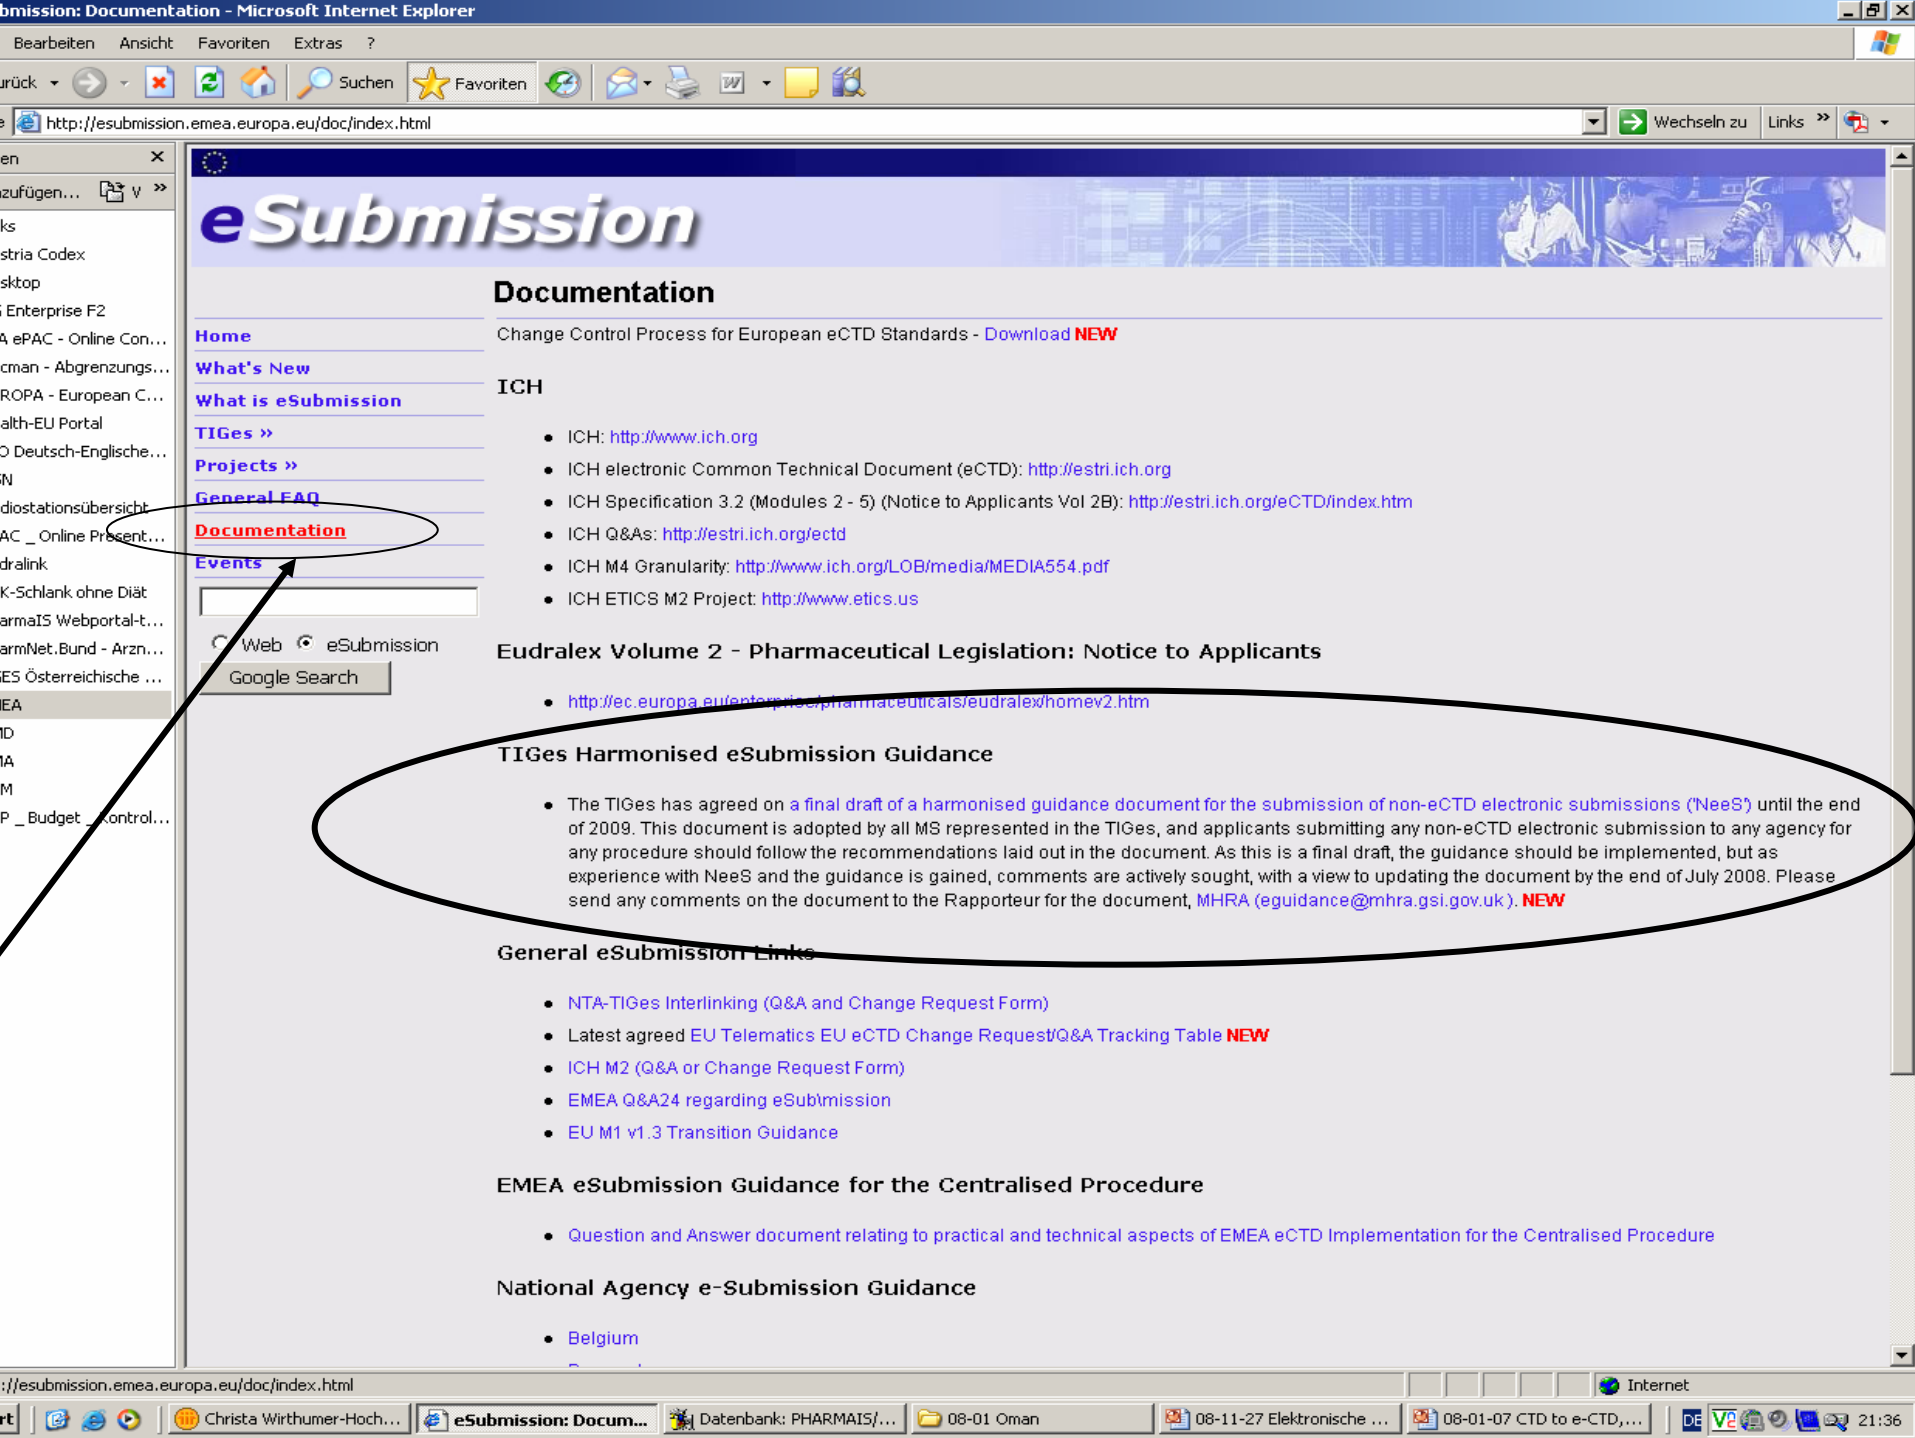 bmission: Documentation - Microsoft Internet Explorer
Bearbeiten Ansicht Favoriten Extras ?
urück Suchen Favoriten
http://esubmission.emea.europa.eu/doc/index.html Wechseln zu Links »
en
zufügen... V »
ks
stria Codex
sktop
Enterprise F2
A ePAC - Online Con...
cman - Abgrenzungs...
ROPA - European C...
alth-EU Portal
O Deutsch-Englische...
diostationsübersicht
AC _ Online Present...
dralink
K-Schlank ohne Diät
armaIS Webportal-t...
armNet.Bund - Arzn...
GES Österreichische ...
EA
MD
MA
M
P _ Budget _ Kontrol...
eSubmission
Home
What's New
What is eSubmission
TIGes »
Projects »
General FAQ
Documentation
Events
Web eSubmission
Google Search
Documentation
Change Control Process for European eCTD Standards - Download NEW
ICH
• ICH: http://www.ich.org
• ICH electronic Common Technical Document (eCTD): http://estri.ich.org
• ICH Specification 3.2 (Modules 2 - 5) (Notice to Applicants Vol 2B): http://estri.ich.org/eCTD/index.htm
• ICH Q&As: http://estri.ich.org/ectd
• ICH M4 Granularity: http://www.ich.org/LOB/media/MEDIA554.pdf
• ICH ETICS M2 Project: http://www.etics.us
Eudralex Volume 2 - Pharmaceutical Legislation: Notice to Applicants
• http://ec.europa.eu/enterprise/pharmaceuticals/eudralex/homev2.htm
TIGes Harmonised eSubmission Guidance
• The TIGes has agreed on a final draft of a harmonised guidance document for the submission of non-eCTD electronic submissions ('NeeS') until the end
of 2009. This document is adopted by all MS represented in the TIGes, and applicants submitting any non-eCTD electronic submission to any agency for
any procedure should follow the recommendations laid out in the document. As this is a final draft, the guidance should be implemented, but as
experience with NeeS and the guidance is gained, comments are actively sought, with a view to updating the document by the end of July 2008. Please
send any comments on the document to the Rapporteur for the document, MHRA (eguidance@mhra.gsi.gov.uk ). NEW
General eSubmission Links
• NTA-TIGes Interlinking (Q&A and Change Request Form)
• Latest agreed EU Telematics EU eCTD Change Request/Q&A Tracking Table NEW
• ICH M2 (Q&A or Change Request Form)
• EMEA Q&A24 regarding eSub\mission
• EU M1 v1.3 Transition Guidance
EMEA eSubmission Guidance for the Centralised Procedure
• Question and Answer document relating to practical and technical aspects of EMEA eCTD Implementation for the Centralised Procedure
National Agency e-Submission Guidance
• Belgium
://esubmission.emea.europa.eu/doc/index.html Internet
rt Christa Wirthumer-Hoch... eSubmission: Docum... Datenbank: PHARMAIS/... 08-01 Oman 08-11-27 Elektronische ... 08-01-07 CTD to e-CTD,... DE 21:36